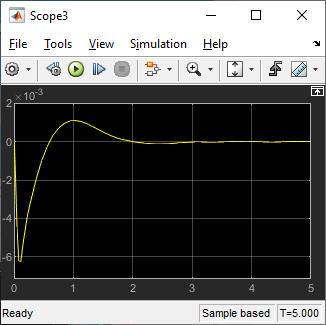 Scope3
File Tools View Simulation Help
×10⁻³
2
0
-2
-4
-6
0 1 2 3 4 5
Ready Sample based T=5.000